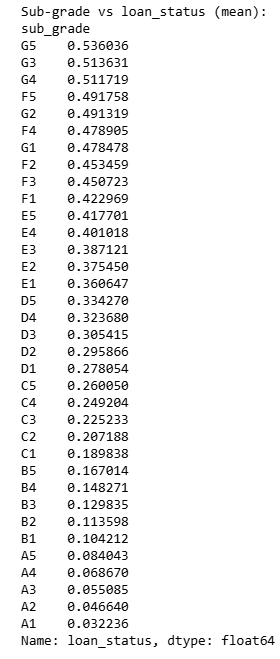 Sub-grade vs loan_status (mean):
sub_grade
G5    0.536036
G3    0.513631
G4    0.511719
F5    0.491758
G2    0.491319
F4    0.478905
G1    0.478478
F2    0.453459
F3    0.450723
F1    0.422969
E5    0.417701
E4    0.401018
E3    0.387121
E2    0.375450
E1    0.360647
D5    0.334270
D4    0.323680
D3    0.305415
D2    0.295866
D1    0.278054
C5    0.260050
C4    0.249204
C3    0.225233
C2    0.207188
C1    0.189838
B5    0.167014
B4    0.148271
B3    0.129835
B2    0.113598
B1    0.104212
A5    0.084043
A4    0.068670
A3    0.055085
A2    0.046640
A1    0.032236
Name: loan_status, dtype: float64